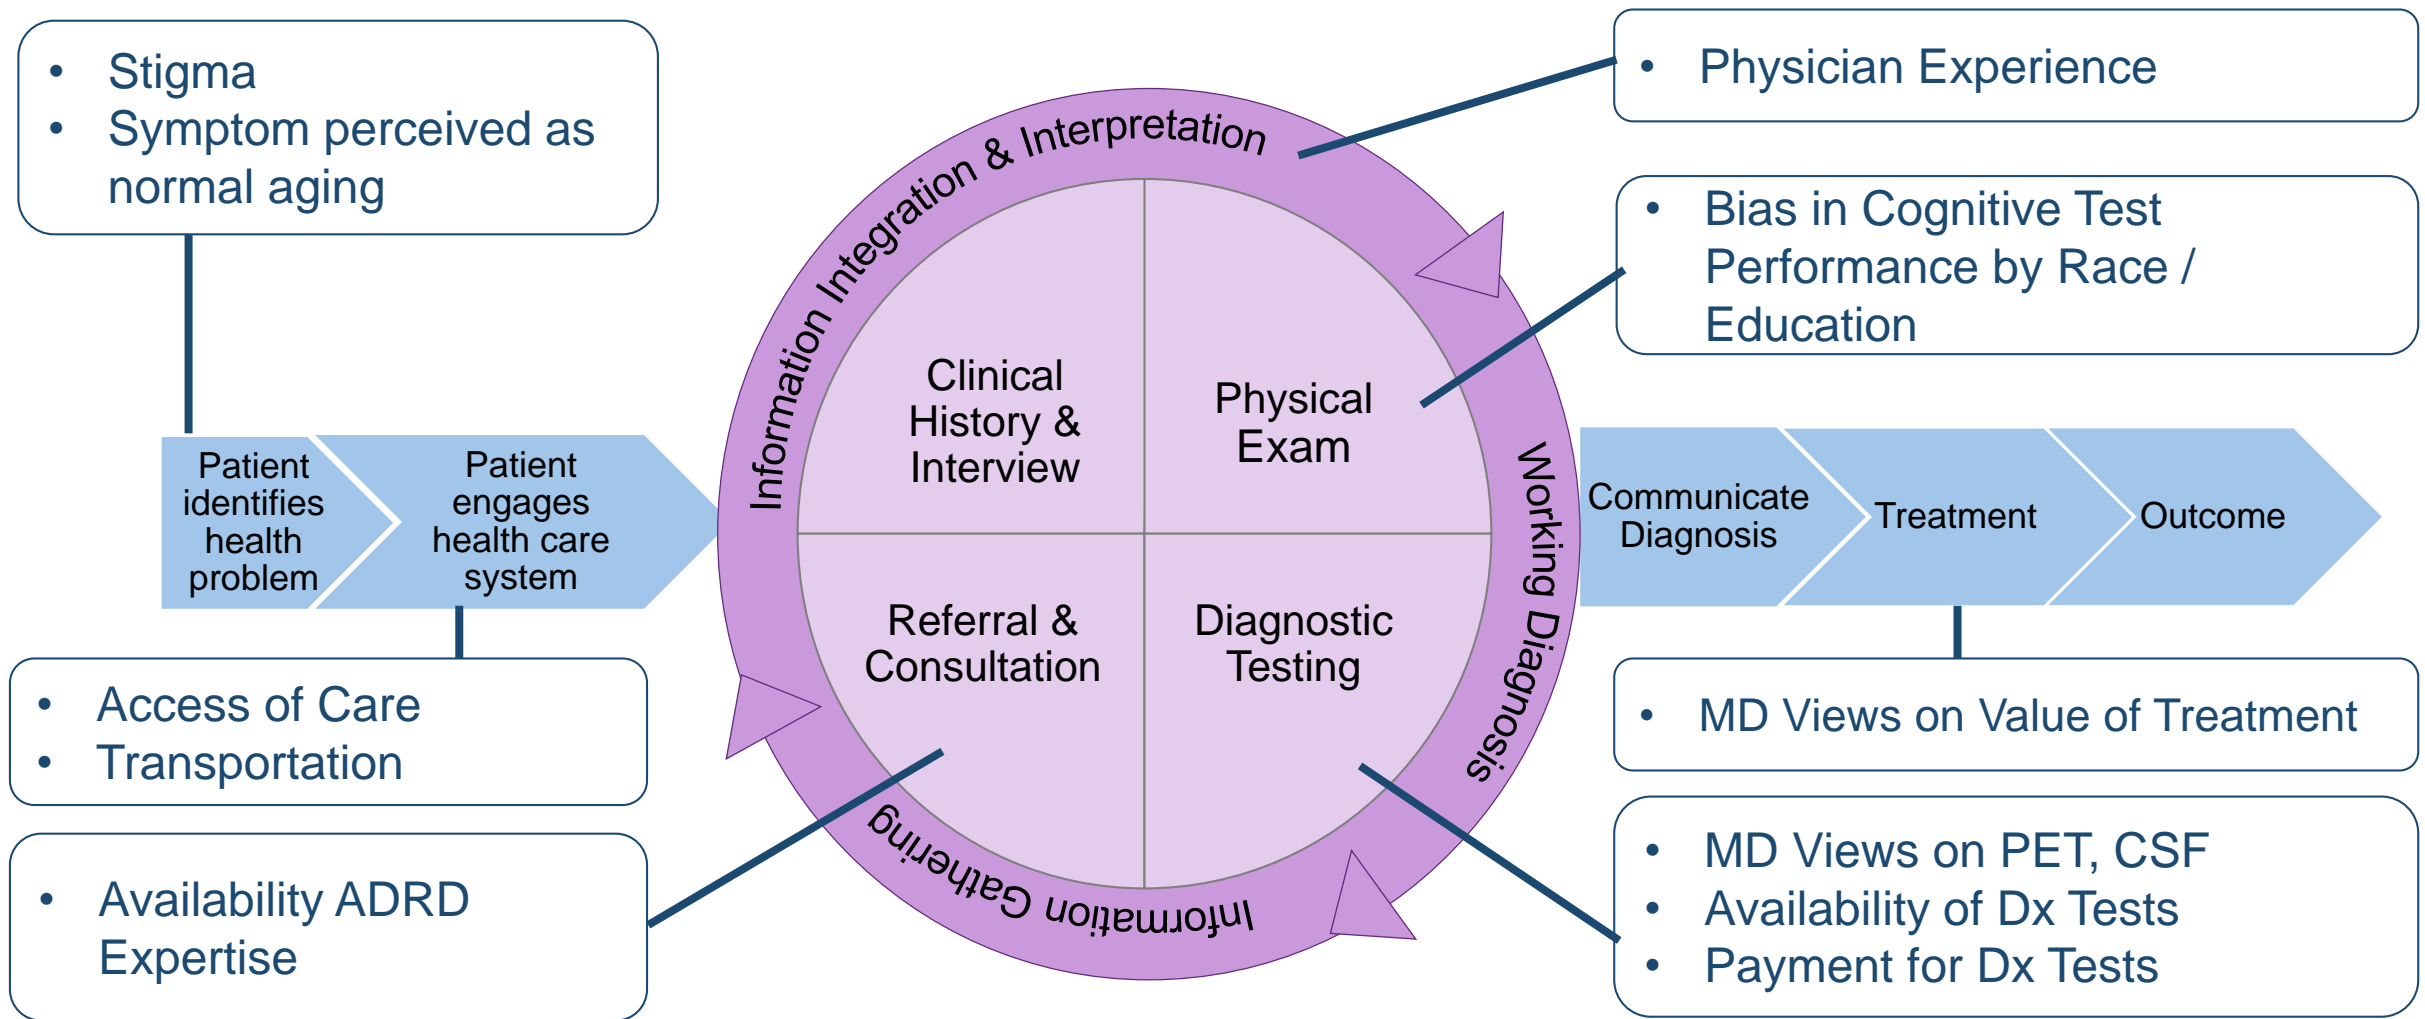 • Stigma
• Symptom perceived as
normal aging
Patient
identifies
health
problem
Patient
engages
health care
system
• Access of Care
• Transportation
• Availability ADRD
Expertise
Information Integration & Interpretation
Working Diagnosis
Information Gathering
Clinical
History &
Interview
Physical
Exam
Referral &
Consultation
Diagnostic
Testing
• Physician Experience
• Bias in Cognitive Test
Performance by Race /
Education
Communicate
Diagnosis
Treatment
Outcome
• MD Views on Value of Treatment
• MD Views on PET, CSF
• Availability of Dx Tests
• Payment for Dx Tests